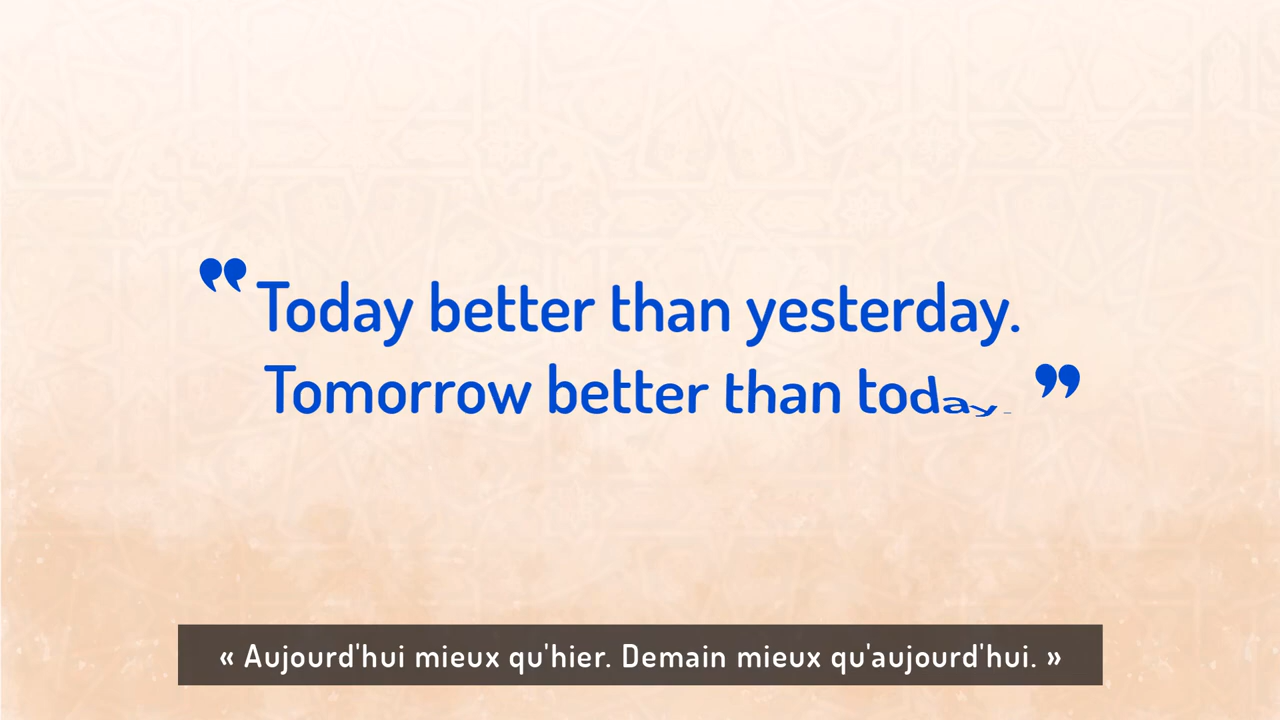 ”Today better than yesterday.
Tomorrow better than today.”
« Aujourd'hui mieux qu'hier. Demain mieux qu'aujourd'hui. »